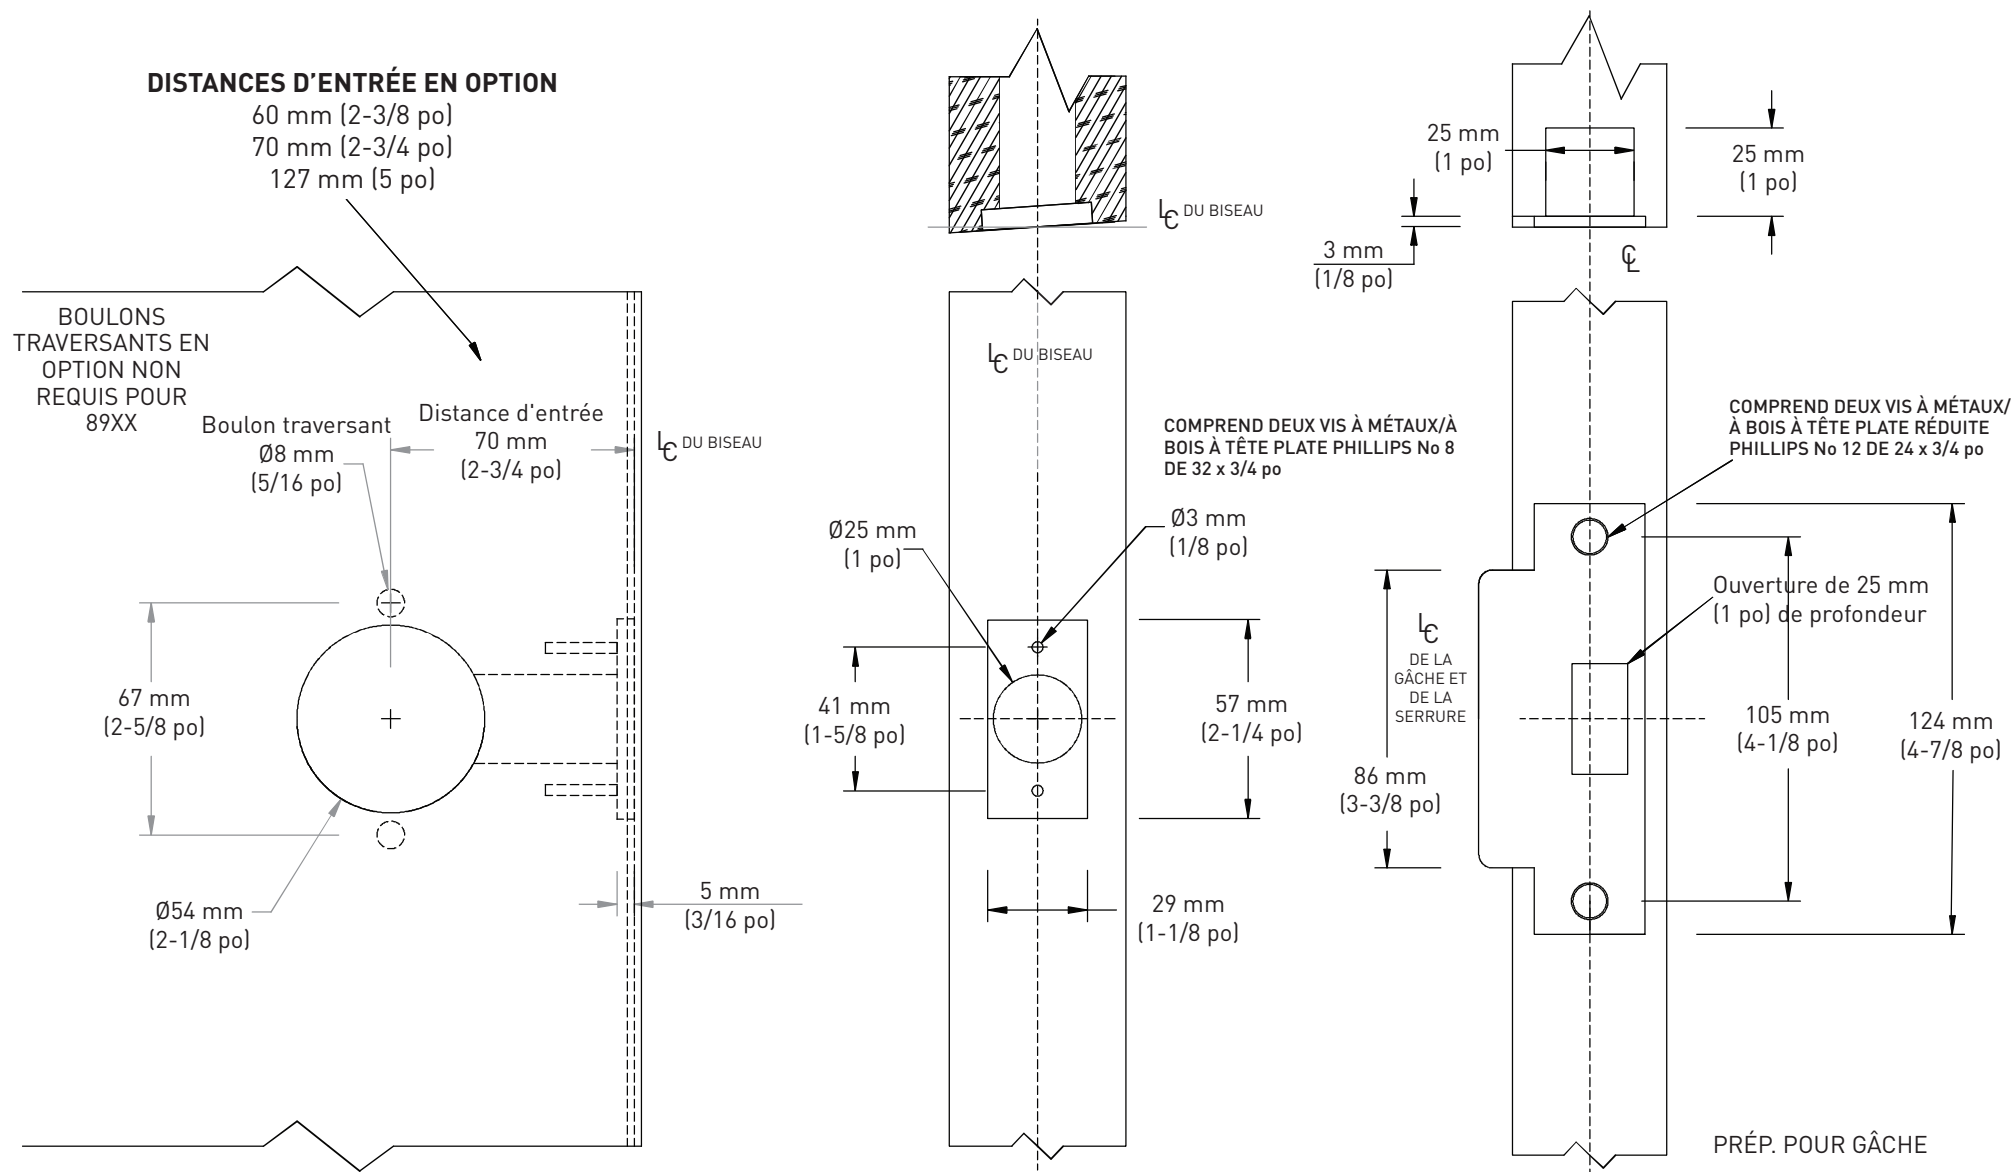 DISTANCES D'ENTRÉE EN OPTION
60 mm (2-3/8 po)
70 mm (2-3/4 po)
127 mm (5 po)
BOULONS
TRAVERSANTS EN
OPTION NON
REQUIS POUR
89XX
Boulon traversant
Ø8 mm
(5/16 po)
Distance d'entrée
70 mm
(2-3/4 po)
℄ DU BISEAU
67 mm
(2-5/8 po)
Ø54 mm
(2-1/8 po)
5 mm
(3/16 po)
℄ DU BISEAU
℄ DU BISEAU
COMPREND DEUX VIS À MÉTAUX/À
BOIS À TÊTE PLATE PHILLIPS No 8
DE 32 x 3/4 po
Ø25 mm
(1 po)
Ø3 mm
(1/8 po)
41 mm
(1-5/8 po)
57 mm
(2-1/4 po)
29 mm
(1-1/8 po)
25 mm
(1 po)
25 mm
(1 po)
3 mm
(1/8 po)
℄
COMPREND DEUX VIS À MÉTAUX/
À BOIS À TÊTE PLATE RÉDUITE
PHILLIPS No 12 DE 24 x 3/4 po
Ouverture de 25 mm
(1 po) de profondeur
℄
DE LA
GÂCHE ET
DE LA
SERRURE
86 mm
(3-3/8 po)
105 mm
(4-1/8 po)
124 mm
(4-7/8 po)
PRÉP. POUR GÂCHE